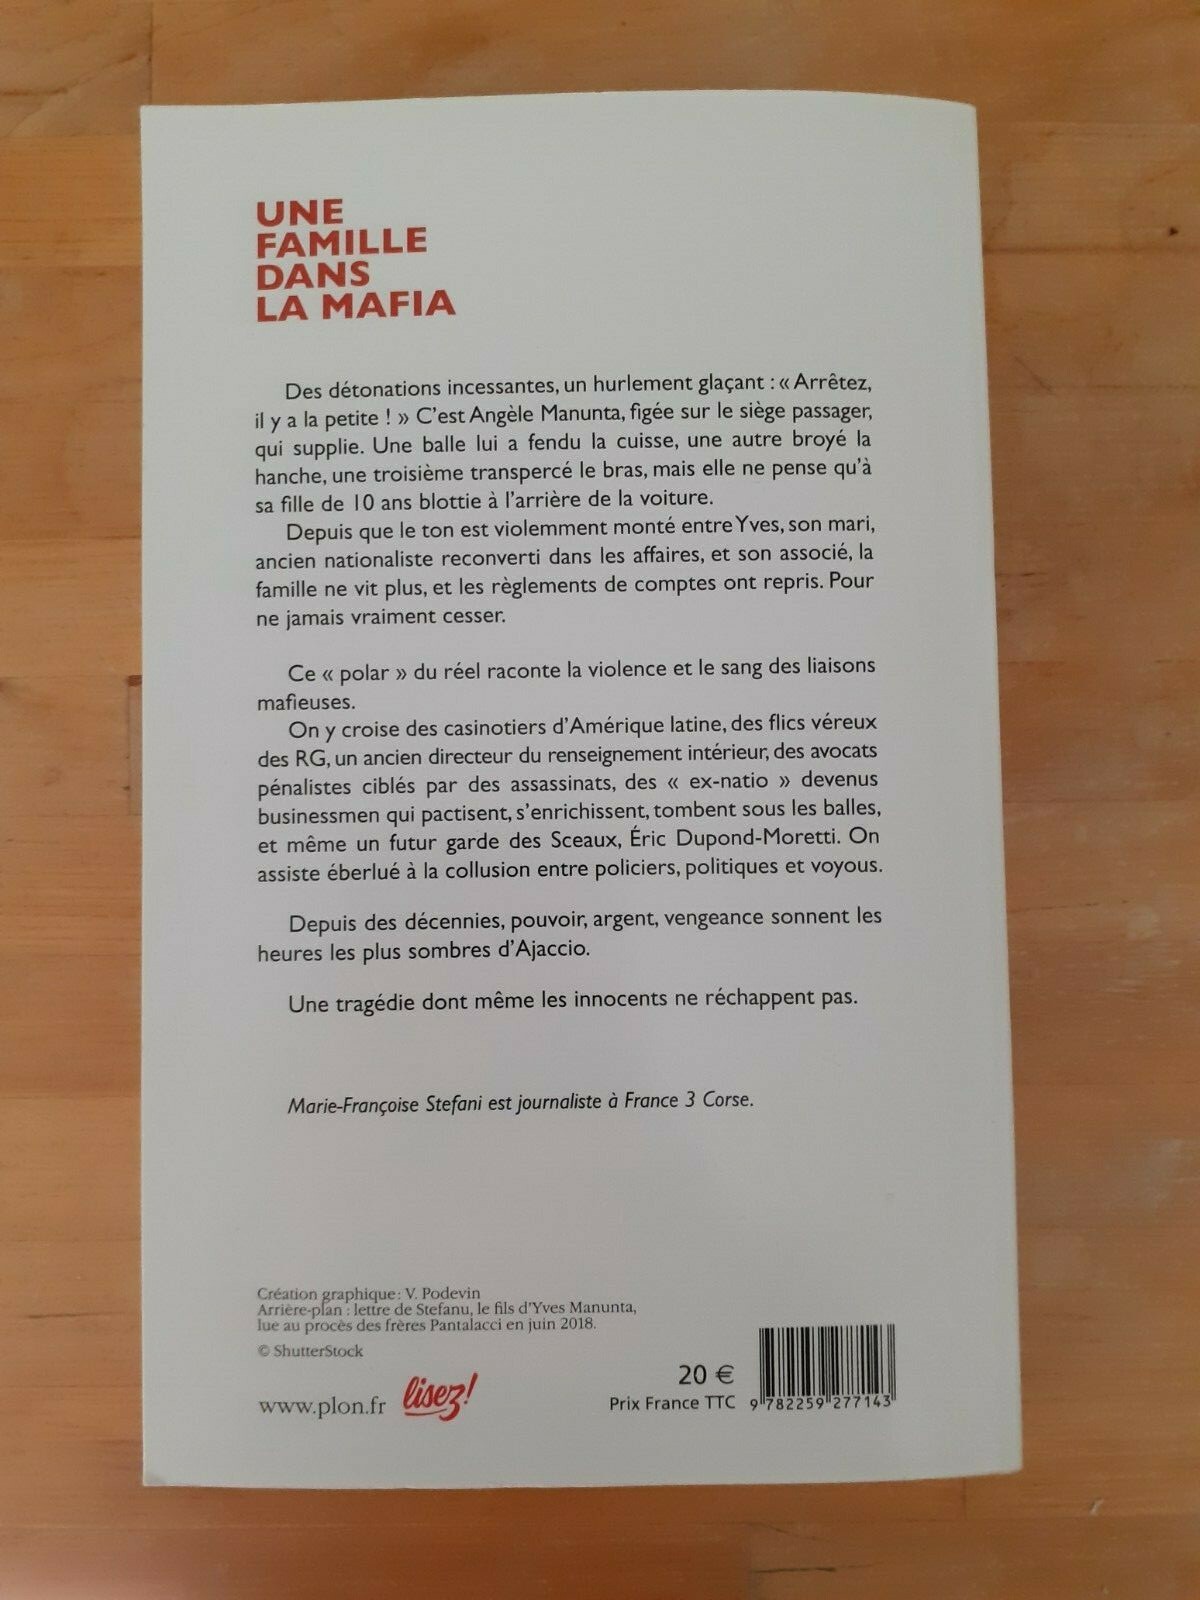 UNE
FAMILLE
DANS
LA MAFIA
Des détonations incessantes, un hurlement glaçant : « Arrêtez,
il y a la petite ! » C’est Angèle Manunta, figée sur le siège passager,
qui supplie. Une balle lui a fendu la cuisse, une autre broyé la
hanche, une troisième transpercé le bras, mais elle ne pense qu’à
sa fille de 10 ans blottie à l’arrière de la voiture.
Depuis que le ton est violemment monté entre Yves, son mari,
ancien nationaliste reconverti dans les affaires, et son associé, la
famille ne vit plus, et les règlements de comptes ont repris. Pour
ne jamais vraiment cesser.
Ce « polar » du réel raconte la violence et le sang des liaisons
mafieuses.
On y croise des casinotiers d’Amérique latine, des flics véreux
des RG, un ancien directeur du renseignement intérieur, des avocats
pénalistes ciblés par des assassinats, des « ex-natio » devenus
businessmen qui pactisent, s’enrichissent, tombent sous les balles,
et même un futur garde des Sceaux, Éric Dupond-Moretti. On
assiste éberlué à la collusion entre policiers, politiques et voyous.
Depuis des décennies, pouvoir, argent, vengeance sonnent les
heures les plus sombres d’Ajaccio.
Une tragédie dont même les innocents ne réchappent pas.
Marie-Françoise Stefani est journaliste à France 3 Corse.
Création graphique : V. Podevin
Arrière-plan : lettre de Stefanu, le fils d’Yves Manunta,
lue au procès des frères Pantalacci en juin 2018.
© ShutterStock
www.plon.fr lisez!
20 €
Prix France TTC
9 782259 277143